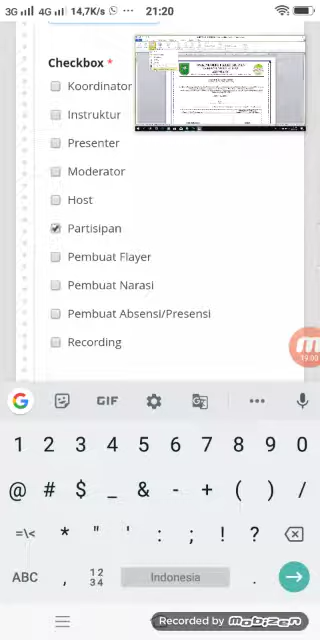 3G 4G 14,7K/s ... 21:20
Checkbox *
Koordinator
Instruktur
Presenter
Moderator
Host
Partisipan
Pembuat Flayer
Pembuat Narasi
Pembuat Absensi/Presensi
Recording
19:00
G GIF ...
1 2 3 4 5 6 7 8 9 0
@ # $ _ & - + ( ) /
=\< * " ' : ; ! ?
ABC , 12 34 Indonesia .
Recorded by Mobizen